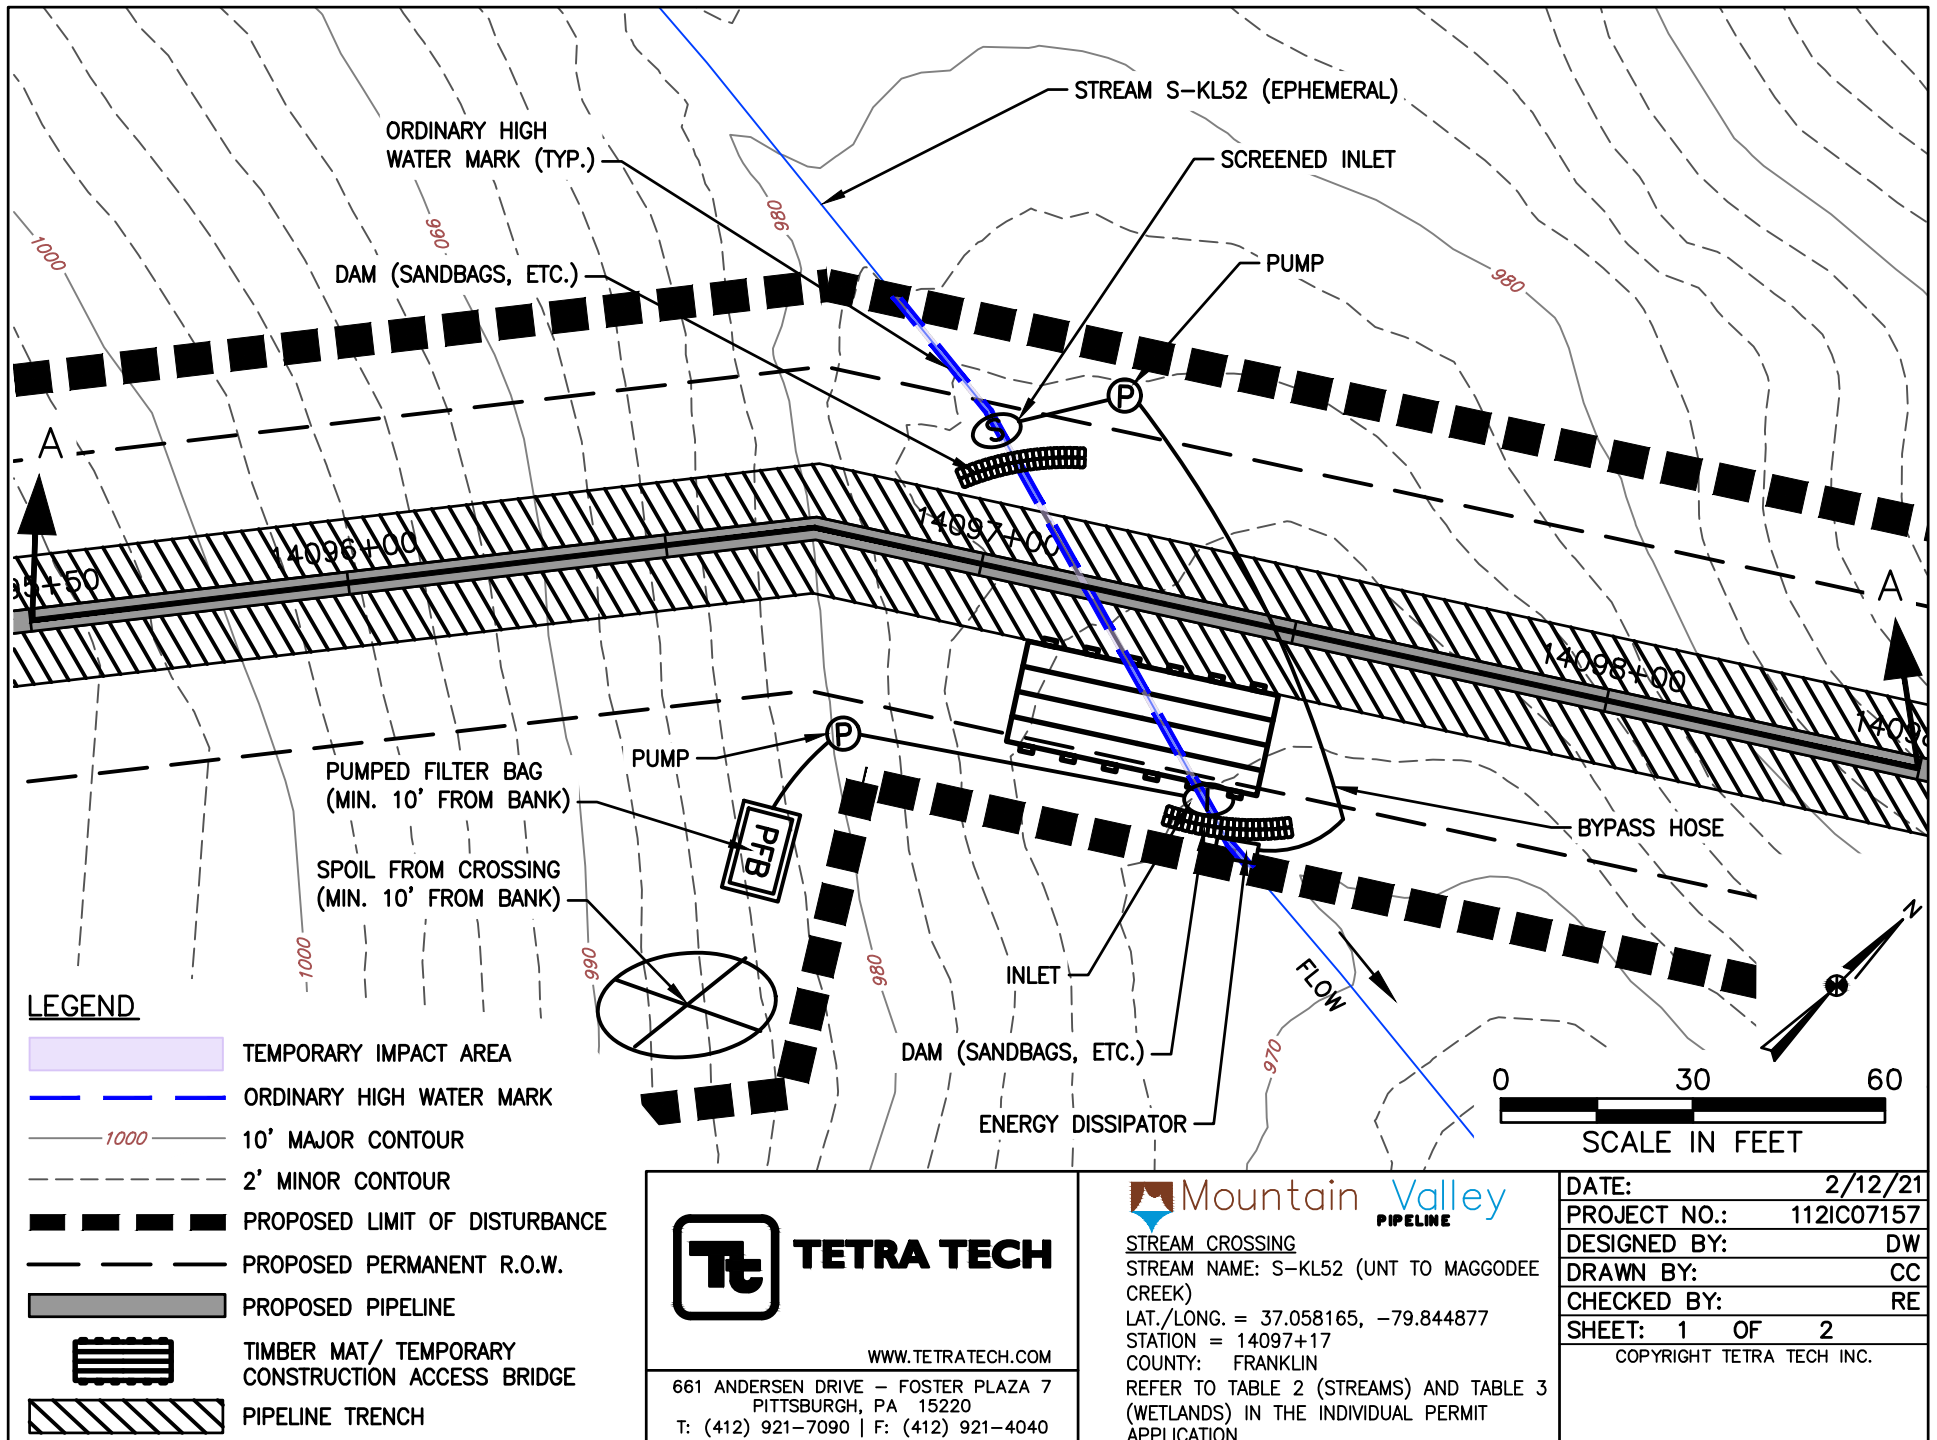 STREAM S-KL52 (EPHEMERAL)
ORDINARY HIGH
WATER MARK (TYP.)
SCREENED INLET
980
990
1000
PUMP
DAM (SANDBAGS, ETC.)
980
P
S
A
14097+00
14096+00
+50
A
14098+00
P
PUMP
PUMPED FILTER BAG
(MIN. 10' FROM BANK)
I
BYPASS HOSE
PFB
SPOIL FROM CROSSING
(MIN. 10' FROM BANK)
N
1000
990
980
INLET
FLOW
LEGEND
TEMPORARY IMPACT AREA
DAM (SANDBAGS, ETC.)
970
0 30 60
ORDINARY HIGH WATER MARK
ENERGY DISSIPATOR
SCALE IN FEET
1000
10' MAJOR CONTOUR
2' MINOR CONTOUR
PROPOSED LIMIT OF DISTURBANCE
PROPOSED PERMANENT R.O.W.
PROPOSED PIPELINE
TIMBER MAT/ TEMPORARY
CONSTRUCTION ACCESS BRIDGE
PIPELINE TRENCH
Tt
TETRA TECH
WWW.TETRATECH.COM
661 ANDERSEN DRIVE – FOSTER PLAZA 7
PITTSBURGH, PA 15220
T: (412) 921-7090 | F: (412) 921-4040
Mountain Valley
PIPELINE
STREAM CROSSING
STREAM NAME: S-KL52 (UNT TO MAGGODEE
CREEK)
LAT./LONG. = 37.058165, -79.844877
STATION = 14097+17
COUNTY: FRANKLIN
REFER TO TABLE 2 (STREAMS) AND TABLE 3
(WETLANDS) IN THE INDIVIDUAL PERMIT
APPLICATION
DATE: 2/12/21
PROJECT NO.: 112IC07157
DESIGNED BY: DW
DRAWN BY: CC
CHECKED BY: RE
SHEET: 1 OF 2
COPYRIGHT TETRA TECH INC.